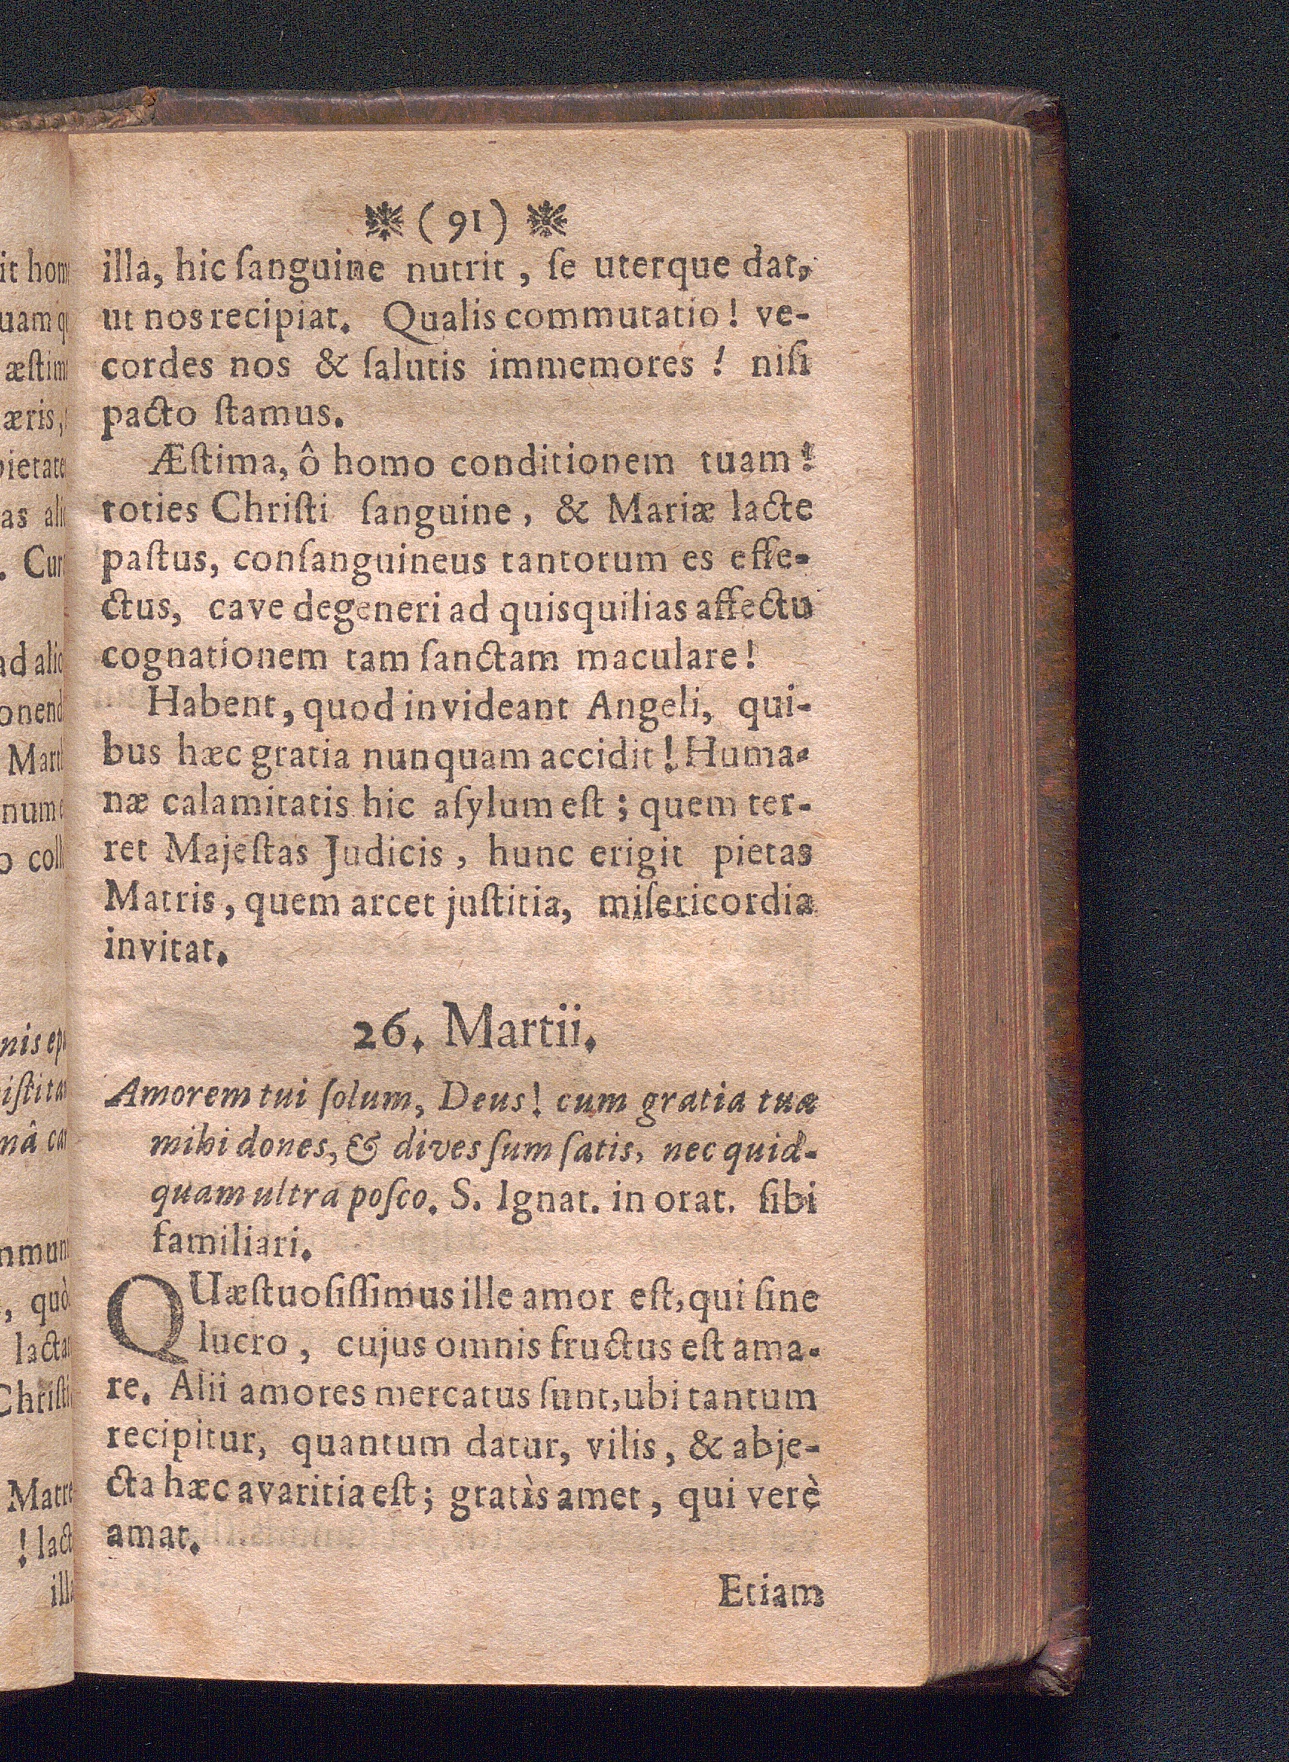 (91)
illa, hic ſanguine nutrit, ſe uterque dat,
ut nos recipiat. Qualis commutatio! ve-
cordes nos & ſalutis immemores! niſi
pacto ſtamus.
Æſtima, ô homo conditionem tuam!
toties Chriſti ſanguine, & Mariæ lacte
paſtus, conſanguineus tantorum es effe-
ctus, cave degeneri ad quisquilias affectu
cognationem tam ſanctam maculare!
Habent, quod invideant Angeli, qui-
bus hæc gratia nunquam accidit! Huma-
næ calamitatis hic aſylum eſt; quem ter-
ret Majeſtas Judicis, hunc erigit pietas
Matris, quem arcet juſtitia, miſericordia
invitat.
26. Martii.
Amorem tui ſolum, Deus! cum gratia tua
mihi dones, & dives ſum ſatis, nec quid-
quam ultra poſco. S. Ignat. in orat. ſibi
familiari.
QUæſtuoſiſſimus ille amor eſt, qui ſine
lucro, cujus omnis fructus eſt ama-
re. Alii amores mercatus ſunt, ubi tantum
recipitur, quantum datur, vilis, & abje-
cta hæc avaritia eſt; gratìs amet, qui verè
amat.
Etiam